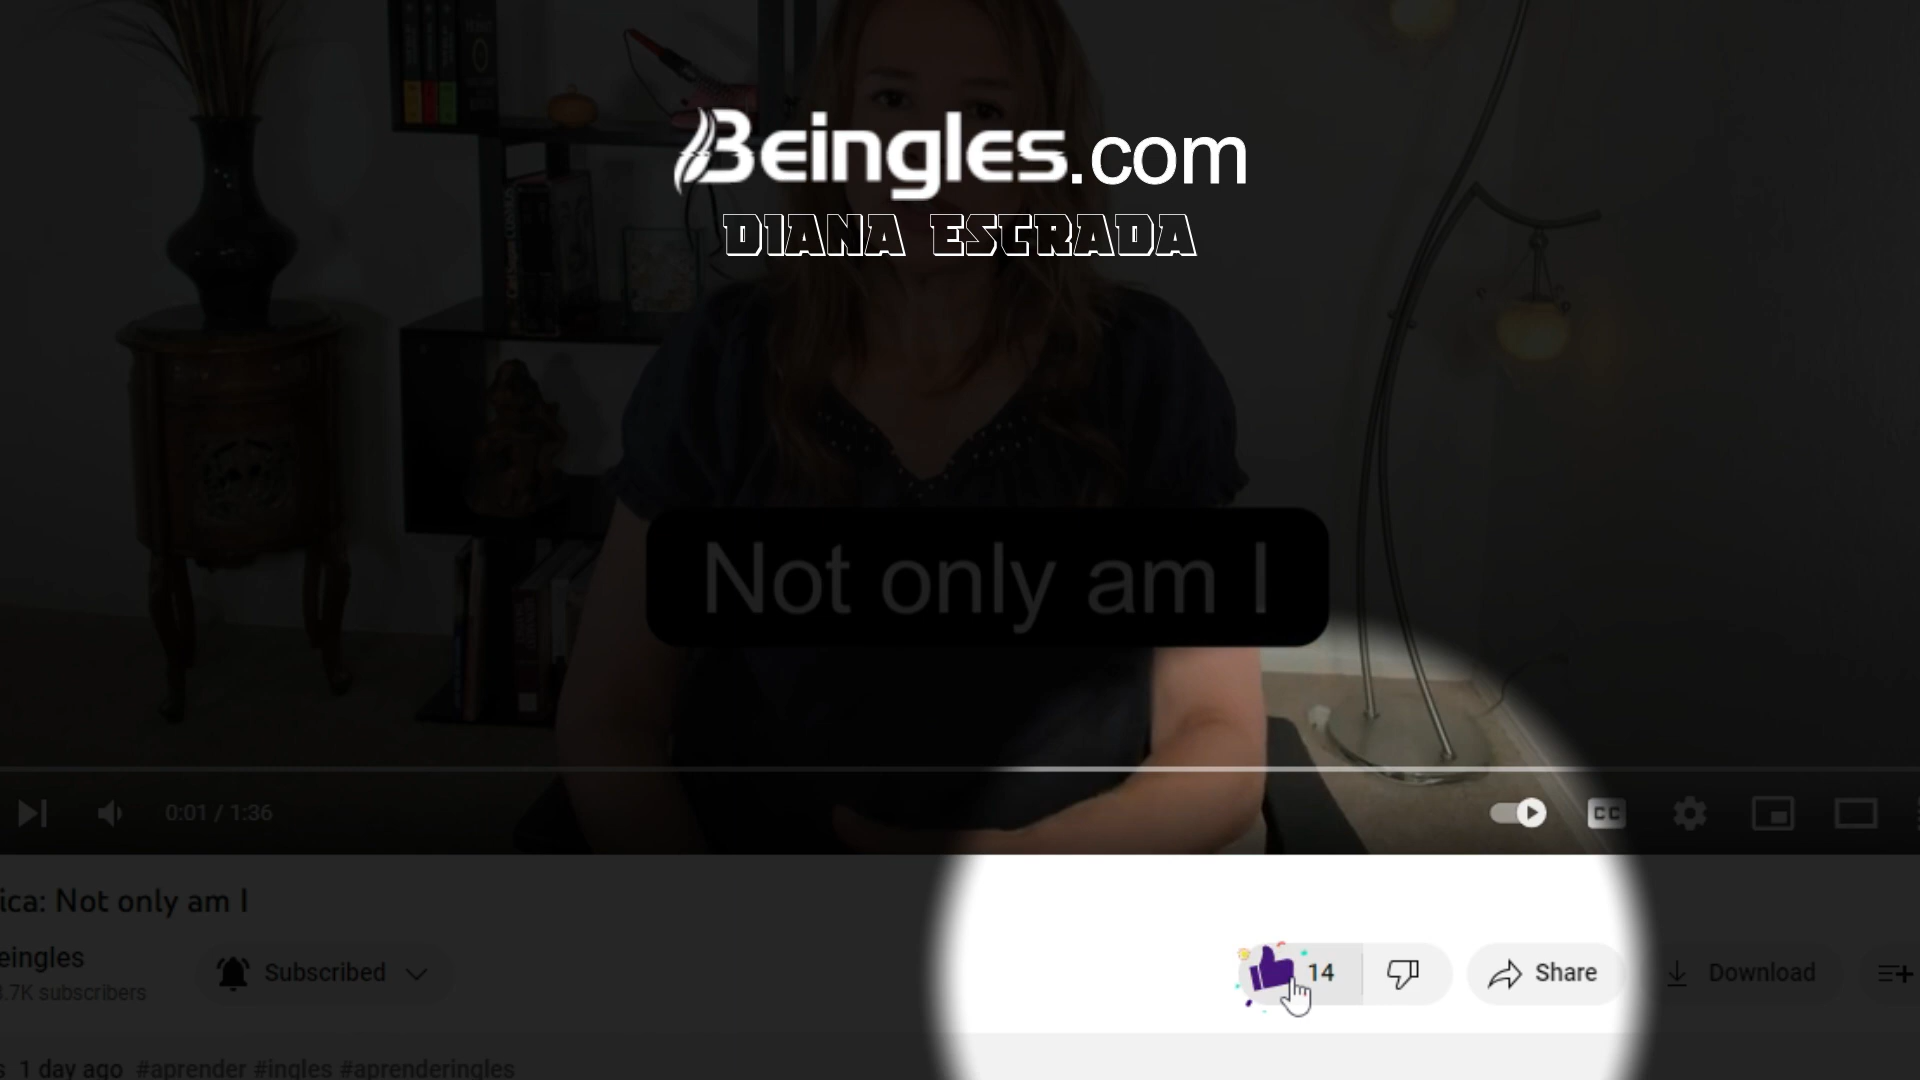 Beingles.com
DIANA ESTRADA
Not only am I
0:01 / 1:36
CC
ica: Not only am I
eingles
Subscribed
14
Share
Download
.7K subscribers
1 day ago #aprender #ingles #aprenderingles